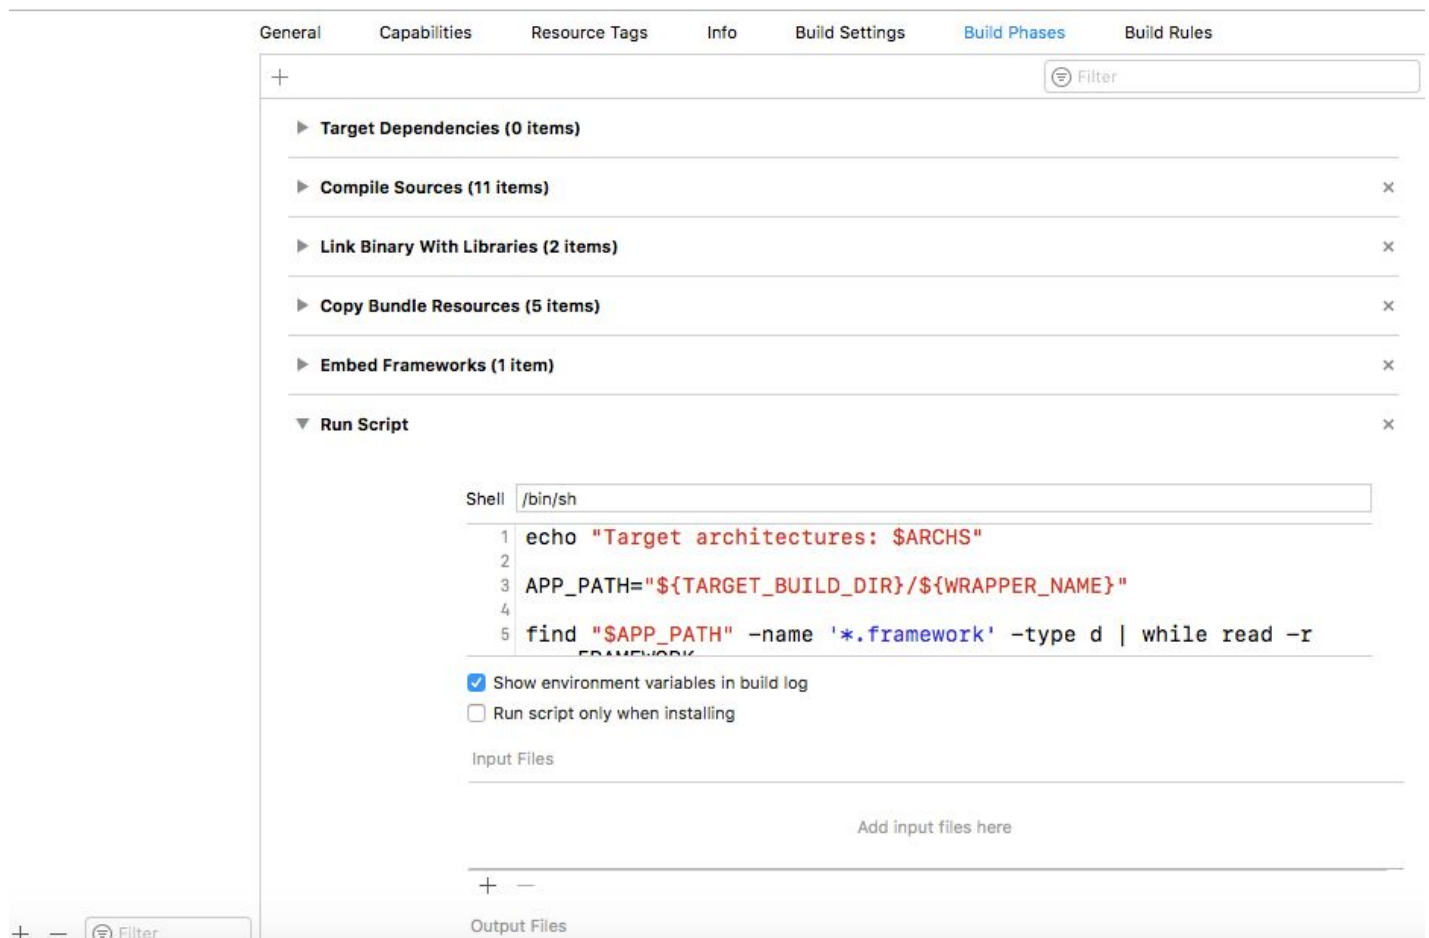 General Capabilities Resource Tags Info Build Settings Build Phases Build Rules
+ Filter
Target Dependencies (0 items)
Compile Sources (11 items) ×
Link Binary With Libraries (2 items) ×
Copy Bundle Resources (5 items) ×
Embed Frameworks (1 item) ×
Run Script ×
Shell /bin/sh
1 echo "Target architectures: $ARCHS"
2
3 APP_PATH="${TARGET_BUILD_DIR}/${WRAPPER_NAME}"
4
5 find "$APP_PATH" -name '*.framework' -type d | while read -r
FRAMEWORK
Show environment variables in build log
Run script only when installing
Input Files
Add input files here
+ −
Output Files
+ − Filter